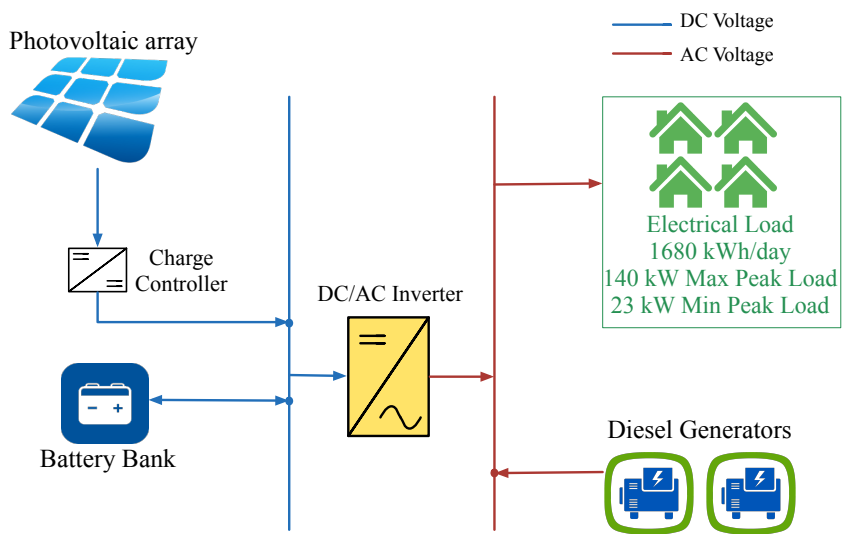 DC Voltage
AC Voltage
Photovoltaic array
Charge
Controller
DC/AC Inverter
Battery Bank
Electrical Load
1680 kWh/day
140 kW Max Peak Load
23 kW Min Peak Load
Diesel Generators